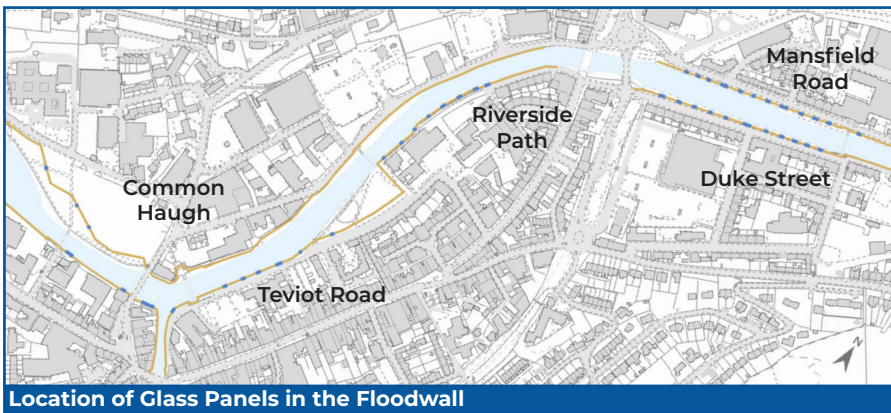 Mansfield
Road
Riverside
Path
Duke Street
Common
Haugh
Teviot Road
N
Location of Glass Panels in the Floodwall